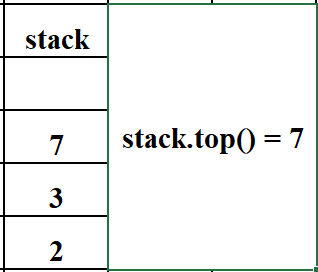 stack
7
stack.top() = 7
3
2